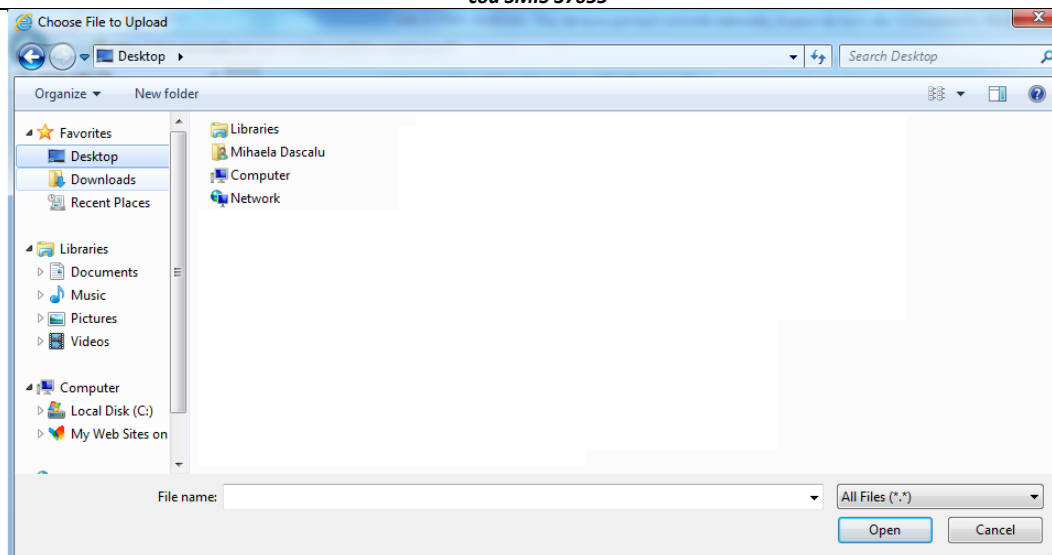 Choose File to Upload
Desktop
Search Desktop
Organize
New folder
Favorites
Desktop
Downloads
Recent Places
Libraries
Documents
Music
Pictures
Videos
Computer
Local Disk (C:)
My Web Sites on
Libraries
Mihaela Dascalu
Computer
Network
File name:
All Files (*.*)
Open
Cancel